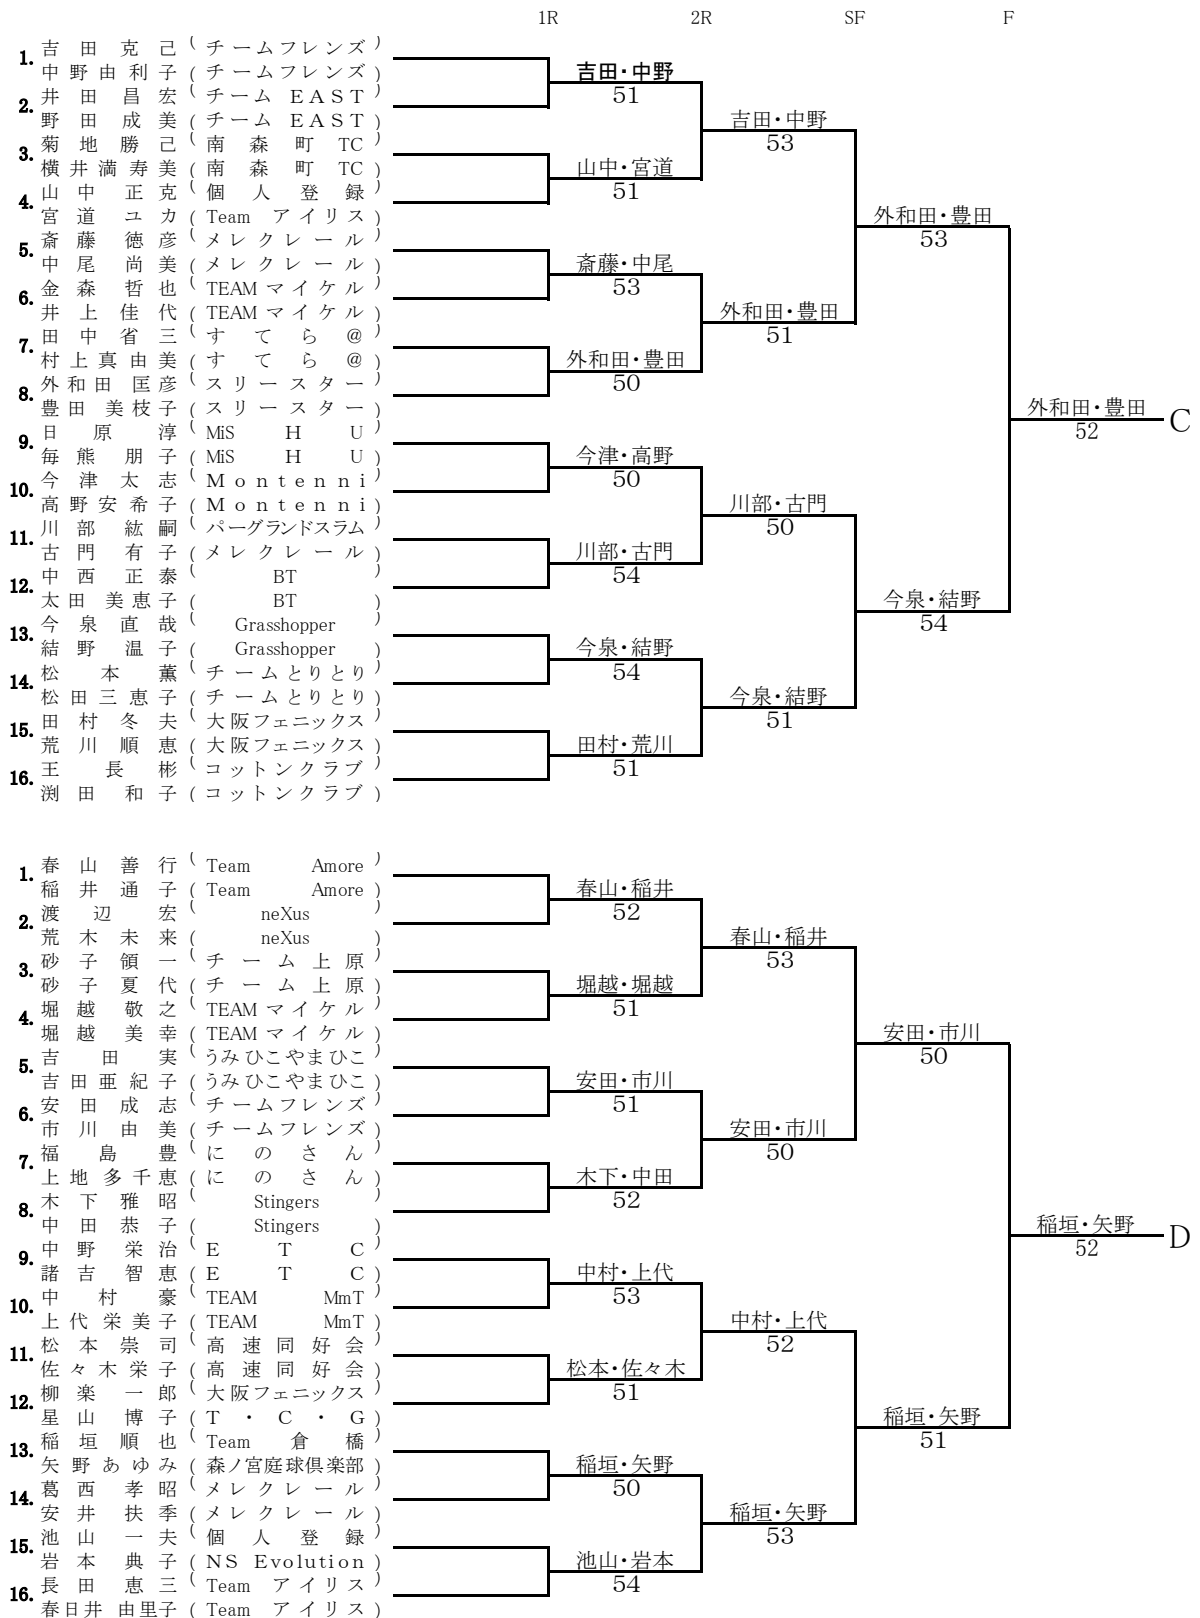 1R 2R SF F
1. 吉田克己 (チームフレンズ)
中野由利子 (チームフレンズ)
吉田・中野
51
2. 井田昌宏 (チーム EAST)
野田成美 (チーム EAST)
吉田・中野
53
3. 菊地勝己 (南森町 TC)
横井満寿美 (南森町 TC)
山中・宮道
51
4. 山中正克 (個人登録)
宮道ユカ (Team アイリス)
外和田・豊田
53
5. 斎藤徳彦 (メレクレール)
中尾尚美 (メレクレール)
斎藤・中尾
53
6. 金森哲也 (TEAMマイケル)
井上佳代 (TEAMマイケル)
外和田・豊田
51
7. 田中省三 (すてら@)
村上真由美 (すてら@)
外和田・豊田
50
8. 外和田匡彦 (スリースター)
豊田美枝子 (スリースター)
外和田・豊田 C
52
9. 日原淳 (MiS H U)
毎熊朋子 (MiS H U)
今津・高野
50
10. 今津太志 (Montenni)
高野安希子 (Montenni)
川部・古門
50
11. 川部紘嗣 (パーグランドスラム)
古門有子 (メレクレール)
川部・古門
54
12. 中西正泰 (BT)
太田美恵子 (BT)
今泉・結野
54
13. 今泉直哉 (Grasshopper)
結野温子 (Grasshopper)
今泉・結野
54
14. 松本薫 (チームとりとり)
松田三恵子 (チームとりとり)
今泉・結野
51
15. 田村冬夫 (大阪フェニックス)
荒川順恵 (大阪フェニックス)
田村・荒川
51
16. 王長彬 (コットンクラブ)
渕田和子 (コットンクラブ)
1. 春山善行 (Team Amore)
稲井通子 (Team Amore)
春山・稲井
52
2. 渡辺宏 (neXus)
荒木未来 (neXus)
春山・稲井
53
3. 砂子領一 (チーム上原)
砂子夏代 (チーム上原)
堀越・堀越
51
4. 堀越敬之 (TEAMマイケル)
堀越美幸 (TEAMマイケル)
安田・市川
50
5. 吉田実 (うみひこやまひこ)
吉田亜紀子 (うみひこやまひこ)
安田・市川
51
6. 安田成志 (チームフレンズ)
市川由美 (チームフレンズ)
安田・市川
50
7. 福島豊 (にのさん)
上地多千恵 (にのさん)
木下・中田
52
8. 木下雅昭 (Stingers)
中田恭子 (Stingers)
稲垣・矢野 D
52
9. 中野栄治 (E T C)
諸吉智恵 (E T C)
中村・上代
53
10. 中村豪 (TEAM MmT)
上代栄美子 (TEAM MmT)
中村・上代
52
11. 松本崇司 (高速同好会)
佐々木栄子 (高速同好会)
松本・佐々木
51
12. 柳楽一郎 (大阪フェニックス)
星山博子 (T・C・G)
稲垣・矢野
51
13. 稲垣順也 (Team 倉橋)
矢野あゆみ (森ノ宮庭球倶楽部)
稲垣・矢野
50
14. 葛西孝昭 (メレクレール)
安井扶季 (メレクレール)
稲垣・矢野
53
15. 池山一夫 (個人登録)
岩本典子 (NS Evolution)
池山・岩本
54
16. 長田恵三 (Team アイリス)
春日井由里子 (Team アイリス)